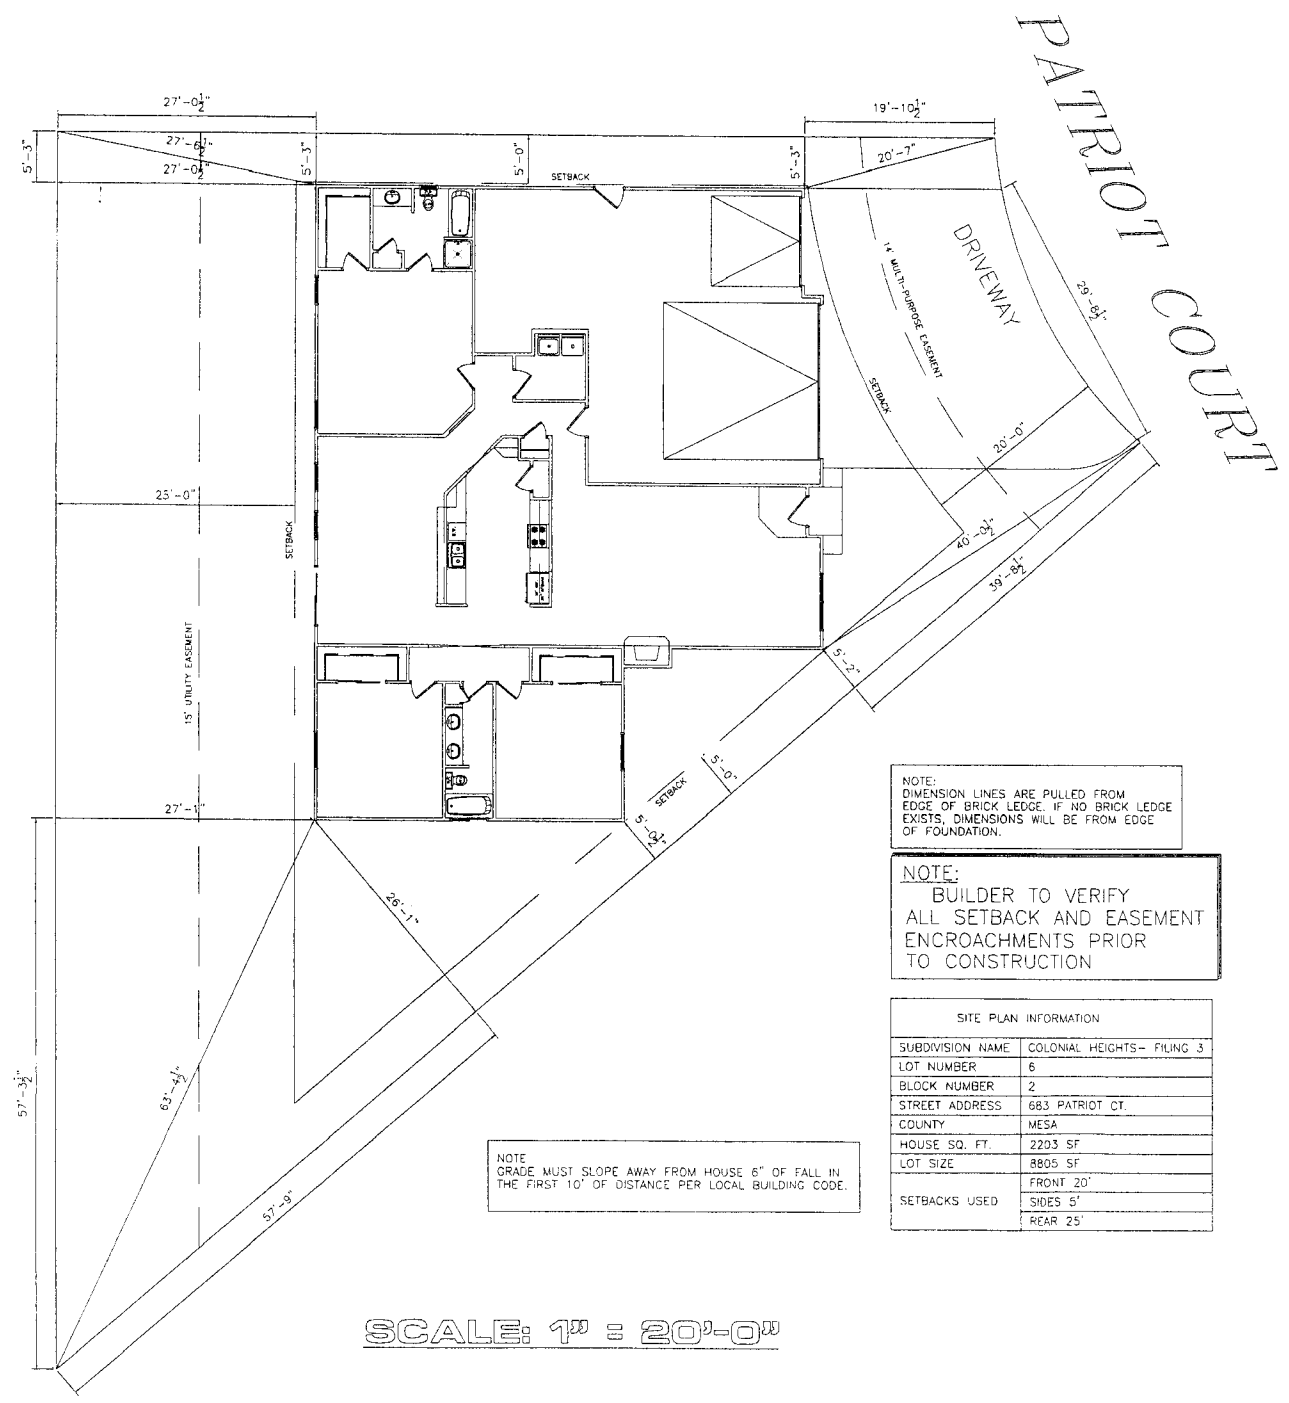 PATRIOT COURT
27'-0½"
19'-10½"
5'-3"
27'-6½"
27'-0½"
5'-3"
5'-0"
SETBACK
5'-3"
20'-7"
DRIVEWAY
14' MULTI-PURPOSE EASEMENT
29'-8½"
SETBACK
20'-0"
25'-0"
SETBACK
40'-0½"
39'-8½"
15' UTILITY EASEMENT
5'-2"
5'-0"
SETBACK
5'-0½"
27'-1"
26'-1"
57'-3½"
63'-4½"
57'-9"
NOTE:
DIMENSION LINES ARE PULLED FROM
EDGE OF BRICK LEDGE. IF NO BRICK LEDGE
EXISTS, DIMENSIONS WILL BE FROM EDGE
OF FOUNDATION.
NOTE:
BUILDER TO VERIFY
ALL SETBACK AND EASEMENT
ENCROACHMENTS PRIOR
TO CONSTRUCTION
SITE PLAN INFORMATION
SUBDIVISION NAME COLONIAL HEIGHTS- FILING 3
LOT NUMBER 6
BLOCK NUMBER 2
STREET ADDRESS 683 PATRIOT CT.
COUNTY MESA
HOUSE SQ. FT. 2203 SF
LOT SIZE 8805 SF
SETBACKS USED FRONT 20'
SIDES 5'
REAR 25'
NOTE
GRADE MUST SLOPE AWAY FROM HOUSE 6" OF FALL IN
THE FIRST 10' OF DISTANCE PER LOCAL BUILDING CODE.
SCALE: 1" = 20'-0"